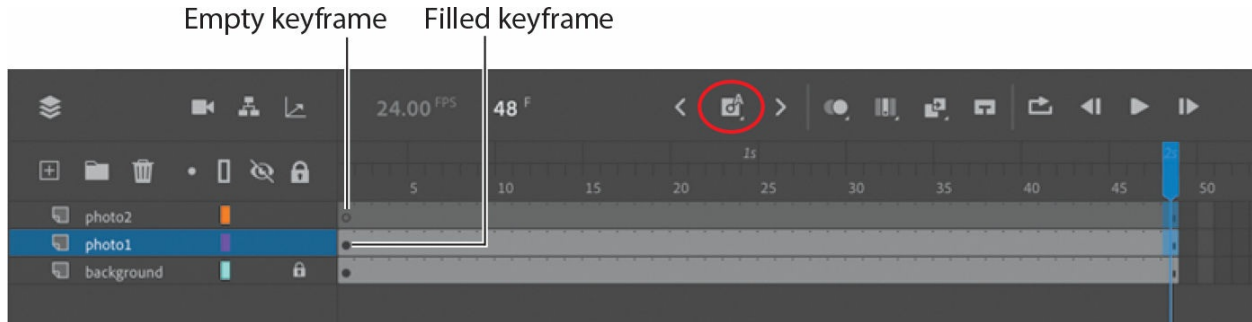 Empty keyframe Filled keyframe
24.00 FPS 48 F
A
1s 2s
5 10 15 20 25 30 35 40 45 50
photo2
photo1
background